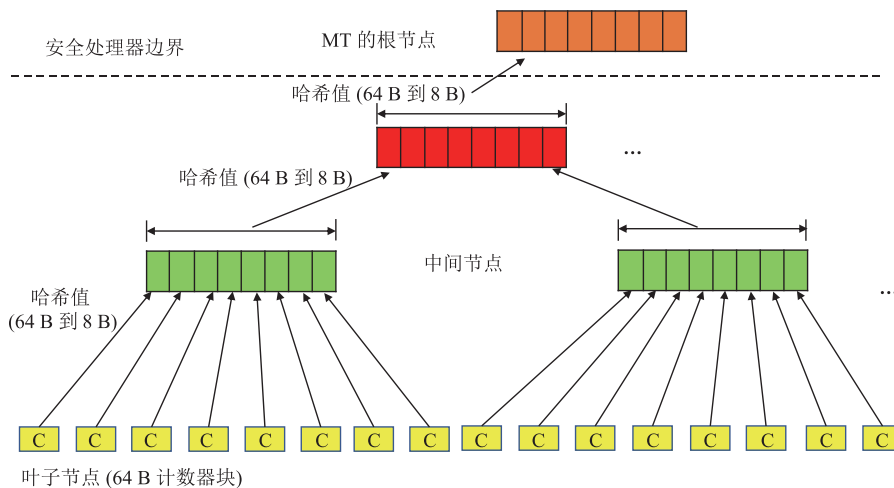 MT 的根节点
安全处理器边界
哈希值 (64 B 到 8 B)
...
哈希值 (64 B 到 8 B)
中间节点
哈希值
(64 B 到 8 B)
...
C C C C C C C C C C C C C C C C
叶子节点 (64 B 计数器块)